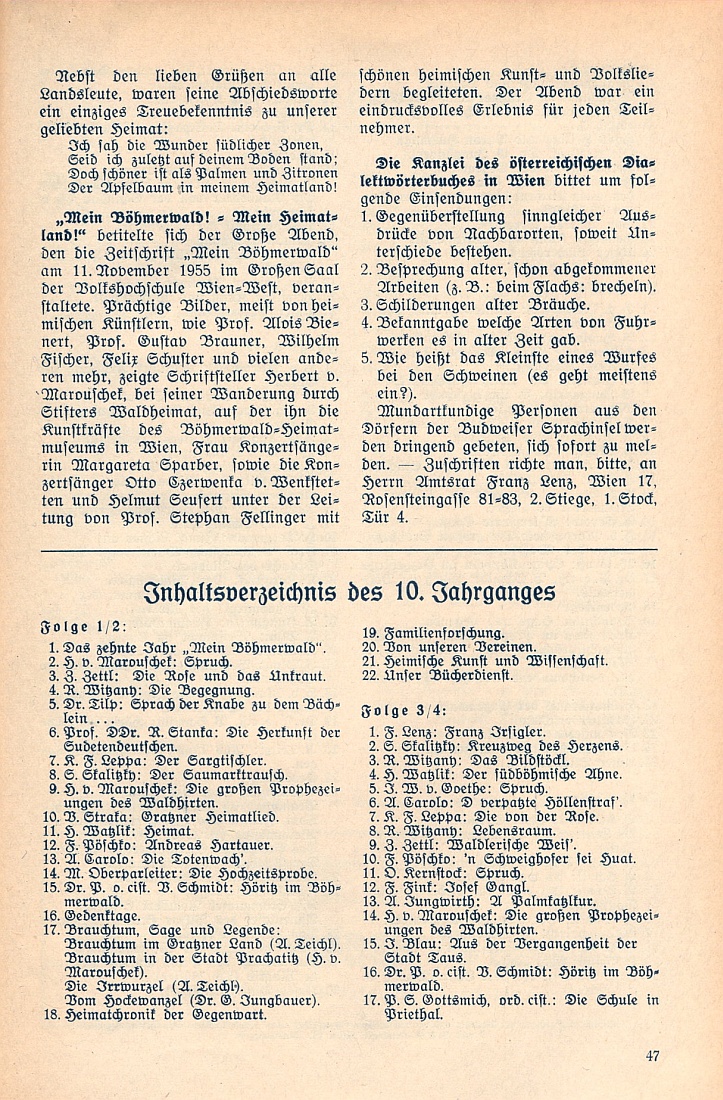 Nebst den lieben Grüßen an alle
Landsleute, waren seine Abschiedsworte
ein einziges Treuebekenntnis zu unserer
geliebten Heimat:
Ich sah die Wunder südlicher Zonen,
Seid ich zuletzt auf deinem Boden stand;
Doch schöner ist als Palmen und Zitronen
Der Apfelbaum in meinem Heimatland!
„Mein Böhmerwald! = Mein Heimat=
land!“ betitelte sich der Große Abend,
den die Zeitschrift „Mein Böhmerwald“
am 11. November 1955 im Großen Saal
der Volkshochschule Wien=West, veran=
staltete. Prächtige Bilder, meist von hei=
mischen Künstlern, wie Prof. Alois Bie=
nert, Prof. Gustav Brauner, Wilhelm
Fischer, Felix Schuster und vielen ande=
ren mehr, zeigte Schriftsteller Herbert v.
Marouschek, bei seiner Wanderung durch
Stifters Waldheimat, auf der ihn die
Kunstkräfte des Böhmerwald=Heimat=
museums in Wien, Frau Konzertsänge=
rin Margareta Sparber, sowie die Kon=
zertsänger Otto Czerwenka v. Wenkstet=
ten und Helmut Seufert unter der Lei=
tung von Prof. Stephan Fellinger mit
schönen heimischen Kunst= und Volkslie=
dern begleiteten. Der Abend war ein
eindrucksvolles Erlebnis für jeden Teil=
nehmer.
Die Kanzlei des österreichischen Dia=
lektwörterbuches in Wien bittet um fol=
gende Einsendungen:
1. Gegenüberstellung sinngleicher Aus=
drücke von Nachbarorten, soweit Un=
terschiede bestehen.
2. Besprechung alter, schon abgekommener
Arbeiten (z. B.: beim Flachs: brecheln).
3. Schilderungen alter Bräuche.
4. Bekanntgabe welche Arten von Fuhr=
werken es in alter Zeit gab.
5. Wie heißt das Kleinste eines Wurfes
bei den Schweinen (es geht meistens
ein?).
Mundartkundige Personen aus den
Dörfern der Budweiser Sprachinsel wer=
den dringend gebeten, sich sofort zu mel=
den. — Zuschriften richte man, bitte, an
Herrn Amtsrat Franz Lenz, Wien 17,
Rosensteingasse 81=83, 2. Stiege, 1. Stock,
Tür 4.
Inhaltsverzeichnis des 10. Jahrganges
Folge 1/2:
1. Das zehnte Jahr „Mein Böhmerwald“.
2. H. v. Marouschek: Spruch.
3. Z. Zettl: Die Rose und das Unkraut.
4. R. Witzany: Die Begegnung.
5. Dr. Tilp: Sprach der Knabe zu dem Bäch=
lein . . .
6. Prof. DDr. R. Stanka: Die Herkunft der
Sudetendeutschen.
7. K. F. Leppa: Der Sargtischler.
8. S. Skalitzky: Der Saumarktrausch.
9. H. v. Marouschek: Die großen Prophezei=
ungen des Waldhirten.
10. V. Straka: Gratzner Heimatlied.
11. H. Watzlik: Heimat.
12. F. Pöschko: Andreas Hartauer.
13. A. Carolo: Die Totenwach'.
14. M. Oberparleiter: Die Hochzeitsprobe.
15. Dr. P. o. cist. V. Schmidt: Höritz im Böh=
merwald.
16. Gedenktage.
17. Brauchtum, Sage und Legende:
Brauchtum im Gratzner Land (A. Teichl).
Brauchtum in der Stadt Prachatitz (H. v.
Marouschek).
Die Irrwurzel (A. Teichl).
Vom Hockewanzel (Dr. G. Jungbauer).
18. Heimatchronik der Gegenwart.
19. Familienforschung.
20. Von unseren Vereinen.
21. Heimische Kunst und Wissenschaft.
22. Unser Bücherdienst.
Folge 3/4:
1. F. Lenz: Franz Irsigler.
2. S. Skalitzky: Kreuzweg des Herzens.
3. R. Witzany: Das Bildstöckl.
4. H. Watzlik: Der südböhmische Ahne.
5. J. W. v. Goethe: Spruch.
6. A. Carolo: D verpatzte Höllenstraf'.
7. K. F. Leppa: Die von der Rose.
8. R. Witzany: Lebensraum.
9. Z. Zettl: Waldlerische Weis'.
10. F. Pöschko: 'n Schweighofer sei Huat.
11. O. Kernstock: Spruch.
12. F. Fink: Josef Gangl.
13. A. Jungwirth: A Palmkatzlkur.
14. H. v. Marouschek: Die großen Prophezei=
ungen des Waldhirten.
15. J. Blau: Aus der Vergangenheit der
Stadt Taus.
16. Dr. P. o. cist. V. Schmidt: Höritz im Böh=
merwald.
17. P. S. Gottsmich, ord. cist.: Die Schule in
Priethal.
47